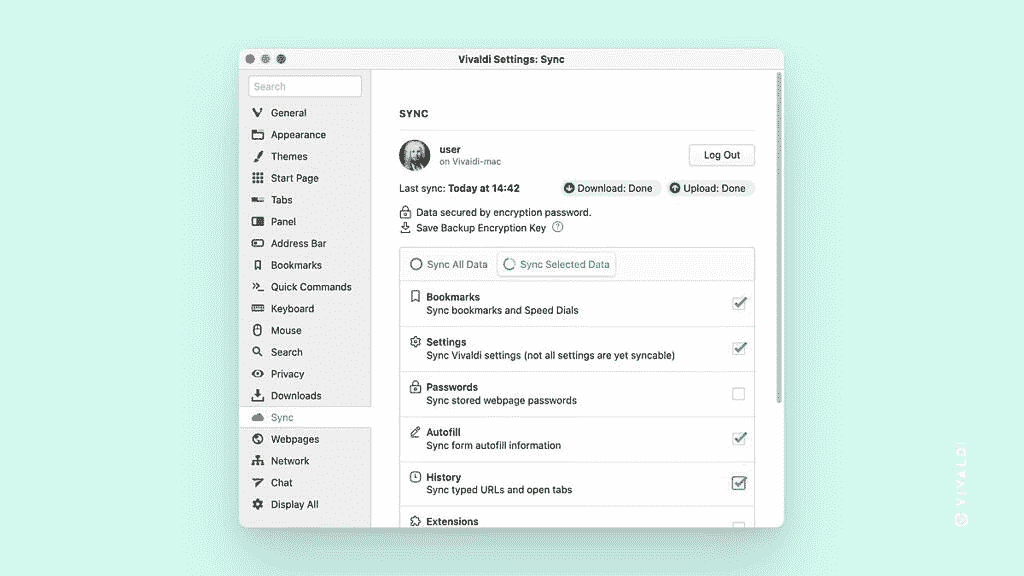 Vivaldi Settings: Sync
Search
General
Appearance
Themes
Start Page
Tabs
Panel
Address Bar
Bookmarks
Quick Commands
Keyboard
Mouse
Search
Privacy
Downloads
Sync
Webpages
Network
Chat
Display All
SYNC
user
on Vivaldi-mac
Log Out
Last sync: Today at 14:42
Download: Done
Upload: Done
Data secured by encryption password.
Save Backup Encryption Key ?
Sync All Data
Sync Selected Data
Bookmarks
Sync bookmarks and Speed Dials
Settings
Sync Vivaldi settings (not all settings are yet syncable)
Passwords
Sync stored webpage passwords
Autofill
Sync form autofill information
History
Sync typed URLs and open tabs
Extensions
VIVALDI